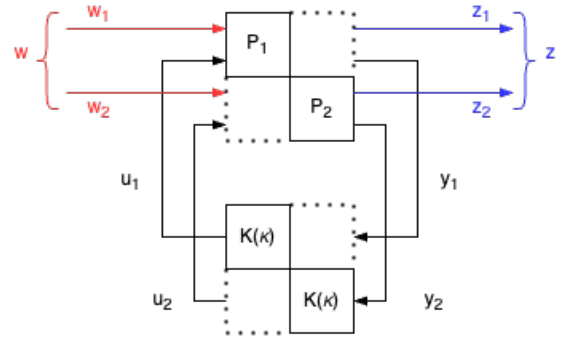 w₁ z₁
P₁
w z
w₂ P₂ z₂
u₁ y₁
K(κ)
u₂ K(κ) y₂